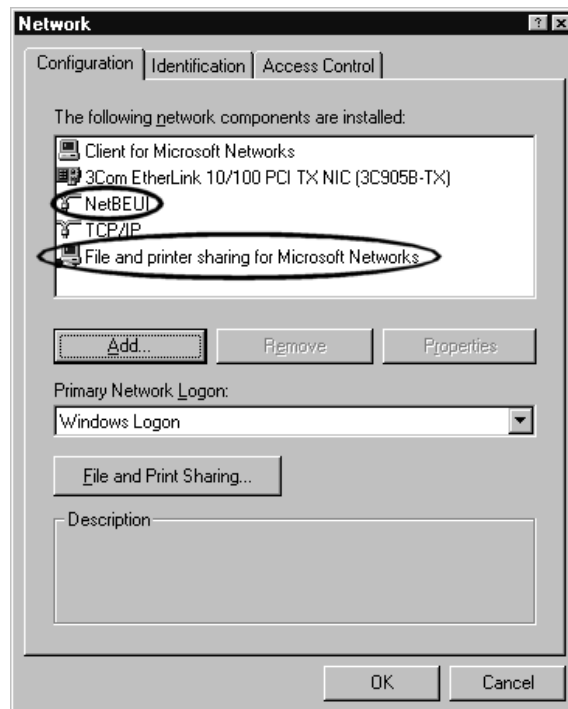 Network
Configuration Identification Access Control
The following network components are installed:
Client for Microsoft Networks
3Com EtherLink 10/100 PCI TX NIC (3C905B-TX)
NetBEUI
TCP/IP
File and printer sharing for Microsoft Networks
Add... Remove Properties
Primary Network Logon:
Windows Logon
File and Print Sharing...
Description
OK Cancel